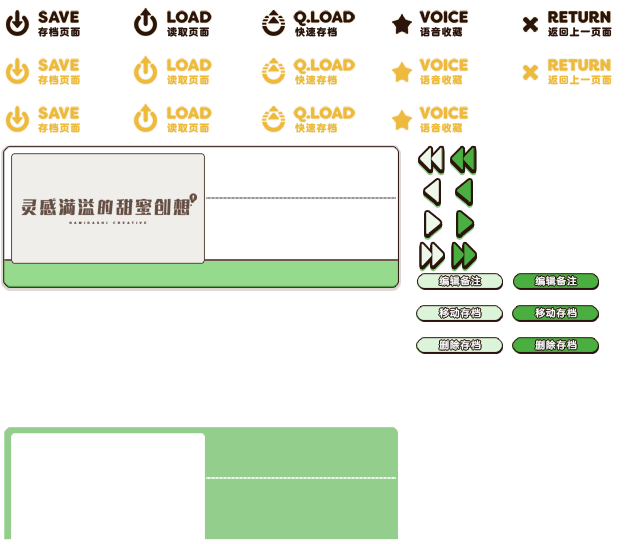 SAVE
存档页面
LOAD
读取页面
Q.LOAD
快速存档
VOICE
语音收藏
RETURN
返回上一页面
SAVE
存档页面
LOAD
读取页面
Q.LOAD
快速存档
VOICE
语音收藏
RETURN
返回上一页面
SAVE
存档页面
LOAD
读取页面
Q.LOAD
快速存档
VOICE
语音收藏
灵感满溢的甜蜜创想
NAMIDASHI CREATIVE
编辑备注
编辑备注
移动存档
移动存档
删除存档
删除存档